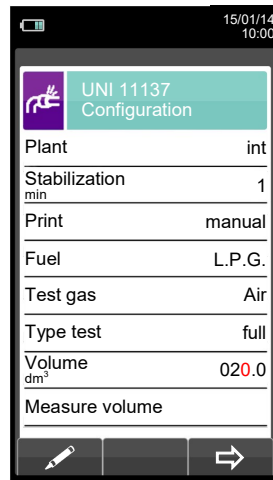 15/01/14
10:00
UNI 11137
Configuration
Plant int
Stabilization 1
min
Print manual
Fuel L.P.G.
Test gas Air
Type test full
Volume 020.0
dm³
Measure volume